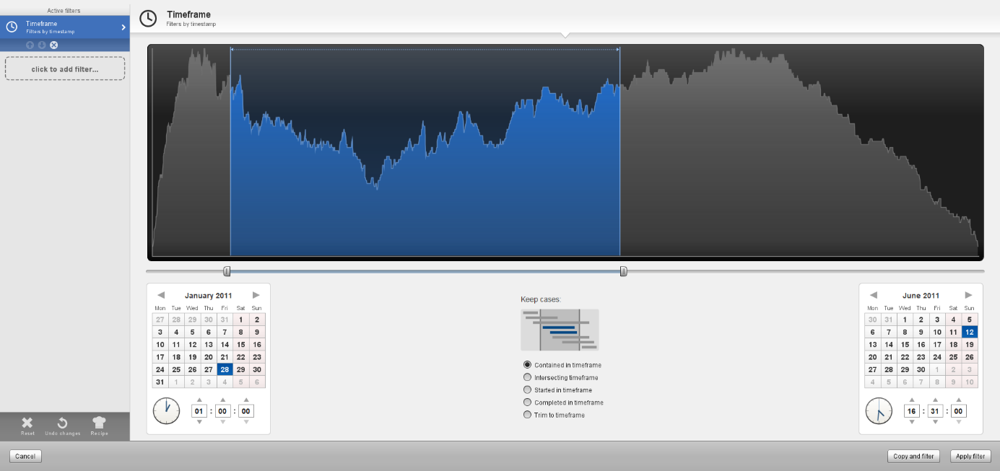 Active filters
Timeframe
Filters by timestamp
click to add filter...
Reset Undo changes Recipe
Timeframe
Filters by timestamp
January 2011
Mon Tue Wed Thu Fri Sat Sun
27 28 29 30 31 1 2
3 4 5 6 7 8 9
10 11 12 13 14 15 16
17 18 19 20 21 22 23
24 25 26 27 28 29 30
31 1 2 3 4 5 6
01 : 00 : 00
Keep cases:
Contained in timeframe
Intersecting timeframe
Started in timeframe
Completed in timeframe
Trim to timeframe
June 2011
Mon Tue Wed Thu Fri Sat Sun
30 31 1 2 3 4 5
6 7 8 9 10 11 12
13 14 15 16 17 18 19
20 21 22 23 24 25 26
27 28 29 30 1 2 3
4 5 6 7 8 9 10
16 : 31 : 00
Cancel
Copy and filter
Apply filter